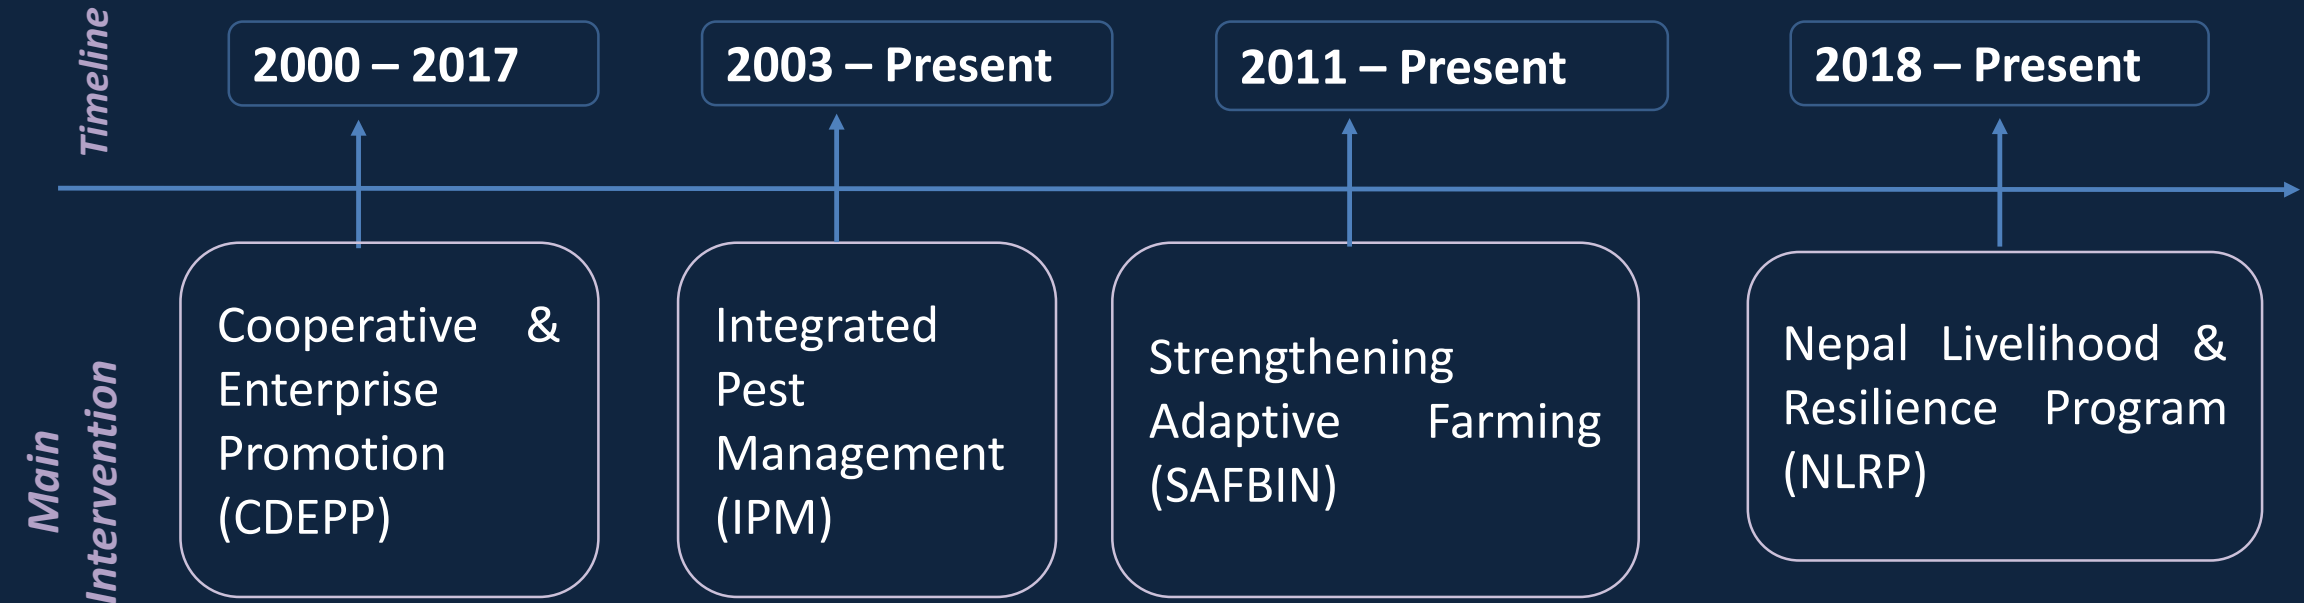 Timeline
2000 – 2017
2003 – Present
2011 – Present
2018 – Present
Main
Intervention
Cooperative &
Enterprise
Promotion
(CDEPP)
Integrated
Pest
Management
(IPM)
Strengthening
Adaptive Farming
(SAFBIN)
Nepal Livelihood &
Resilience Program
(NLRP)